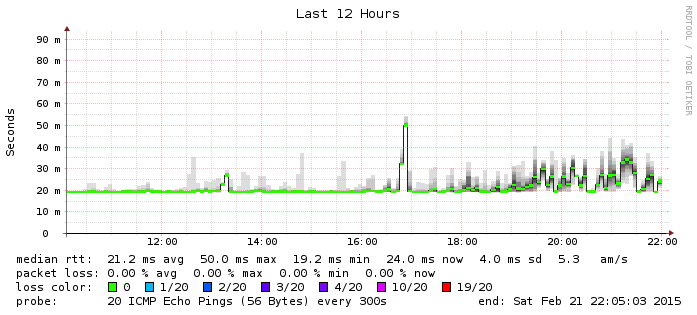 Last 12 Hours
RRDTOOL / TOBI OETIKER
Seconds
90 m
80 m
70 m
60 m
50 m
40 m
30 m
20 m
10 m
0
12:00 14:00 16:00 18:00 20:00 22:00
median rtt: 21.2 ms avg 50.0 ms max 19.2 ms min 24.0 ms now 4.0 ms sd 5.3 am/s
packet loss: 0.00 % avg 0.00 % max 0.00 % min 0.00 % now
loss color: 0 1/20 2/20 3/20 4/20 10/20 19/20
probe: 20 ICMP Echo Pings (56 Bytes) every 300s end: Sat Feb 21 22:05:03 2015